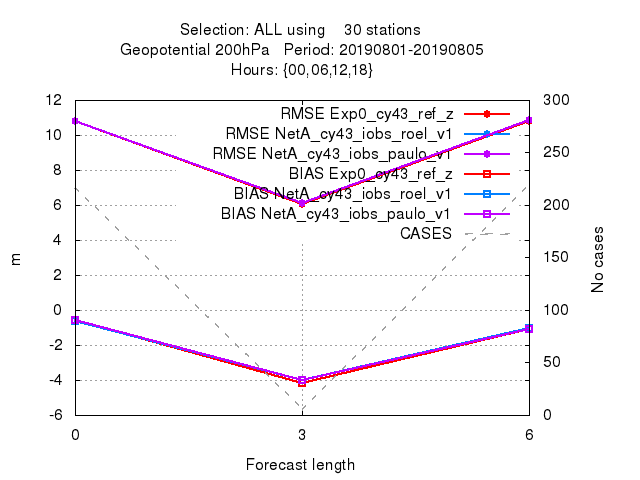 Selection: ALL using 30 stations
Geopotential 200hPa Period: 20190801-20190805
Hours: {00,06,12,18}
12 300
RMSE Exp0_cy43_ref_z
10
RMSE NetA_cy43_iobs_roel_v1
250
RMSE NetA_cy43_iobs_paulo_v1
8
BIAS Exp0_cy43_ref_z
BIAS NetA_cy43_iobs_roel_v1
6 200
BIAS NetA_cy43_iobs_paulo_v1
CASES
4
m
No cases
150
2
0 100
-2
50
-4
-6 0
0 3 6
Forecast length